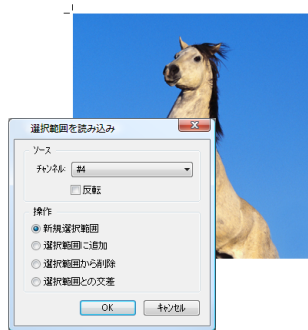 選択範囲を読み込み
ソース
チャンネル: #4
反転
操作
新規選択範囲
選択範囲に追加
選択範囲から削除
選択範囲との交差
OK キャンセル